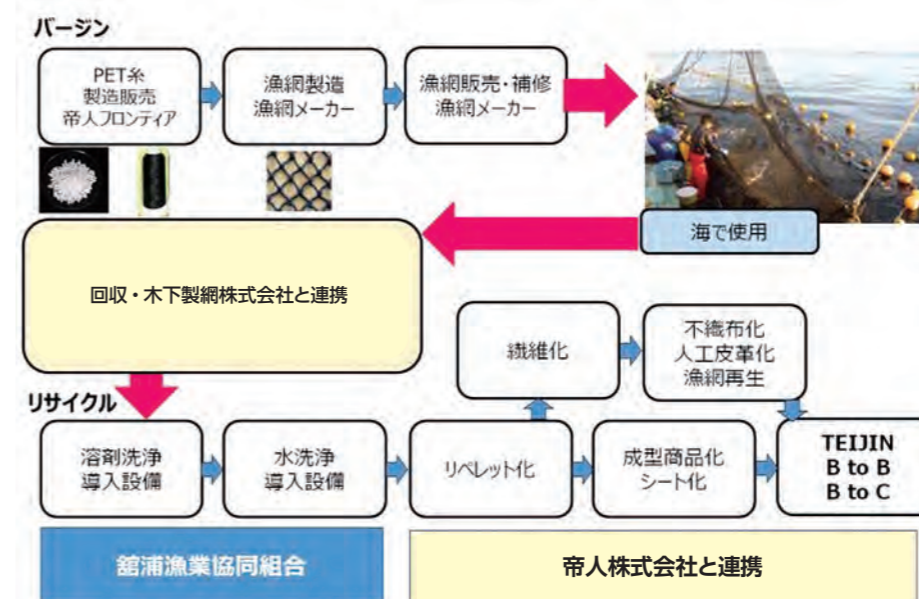 バージン
PET糸
製造販売
帝人フロンティア
漁網製造
漁網メーカー
漁網販売・補修
漁網メーカー
海で使用
回収・木下製網株式会社と連携
繊維化
不織布化
人工皮革化
漁網再生
リサイクル
溶剤洗浄
導入設備
水洗浄
導入設備
リペレット化
成型商品化
シート化
TEIJIN
B to B
B to C
舘浦漁業協同組合
帝人株式会社と連携